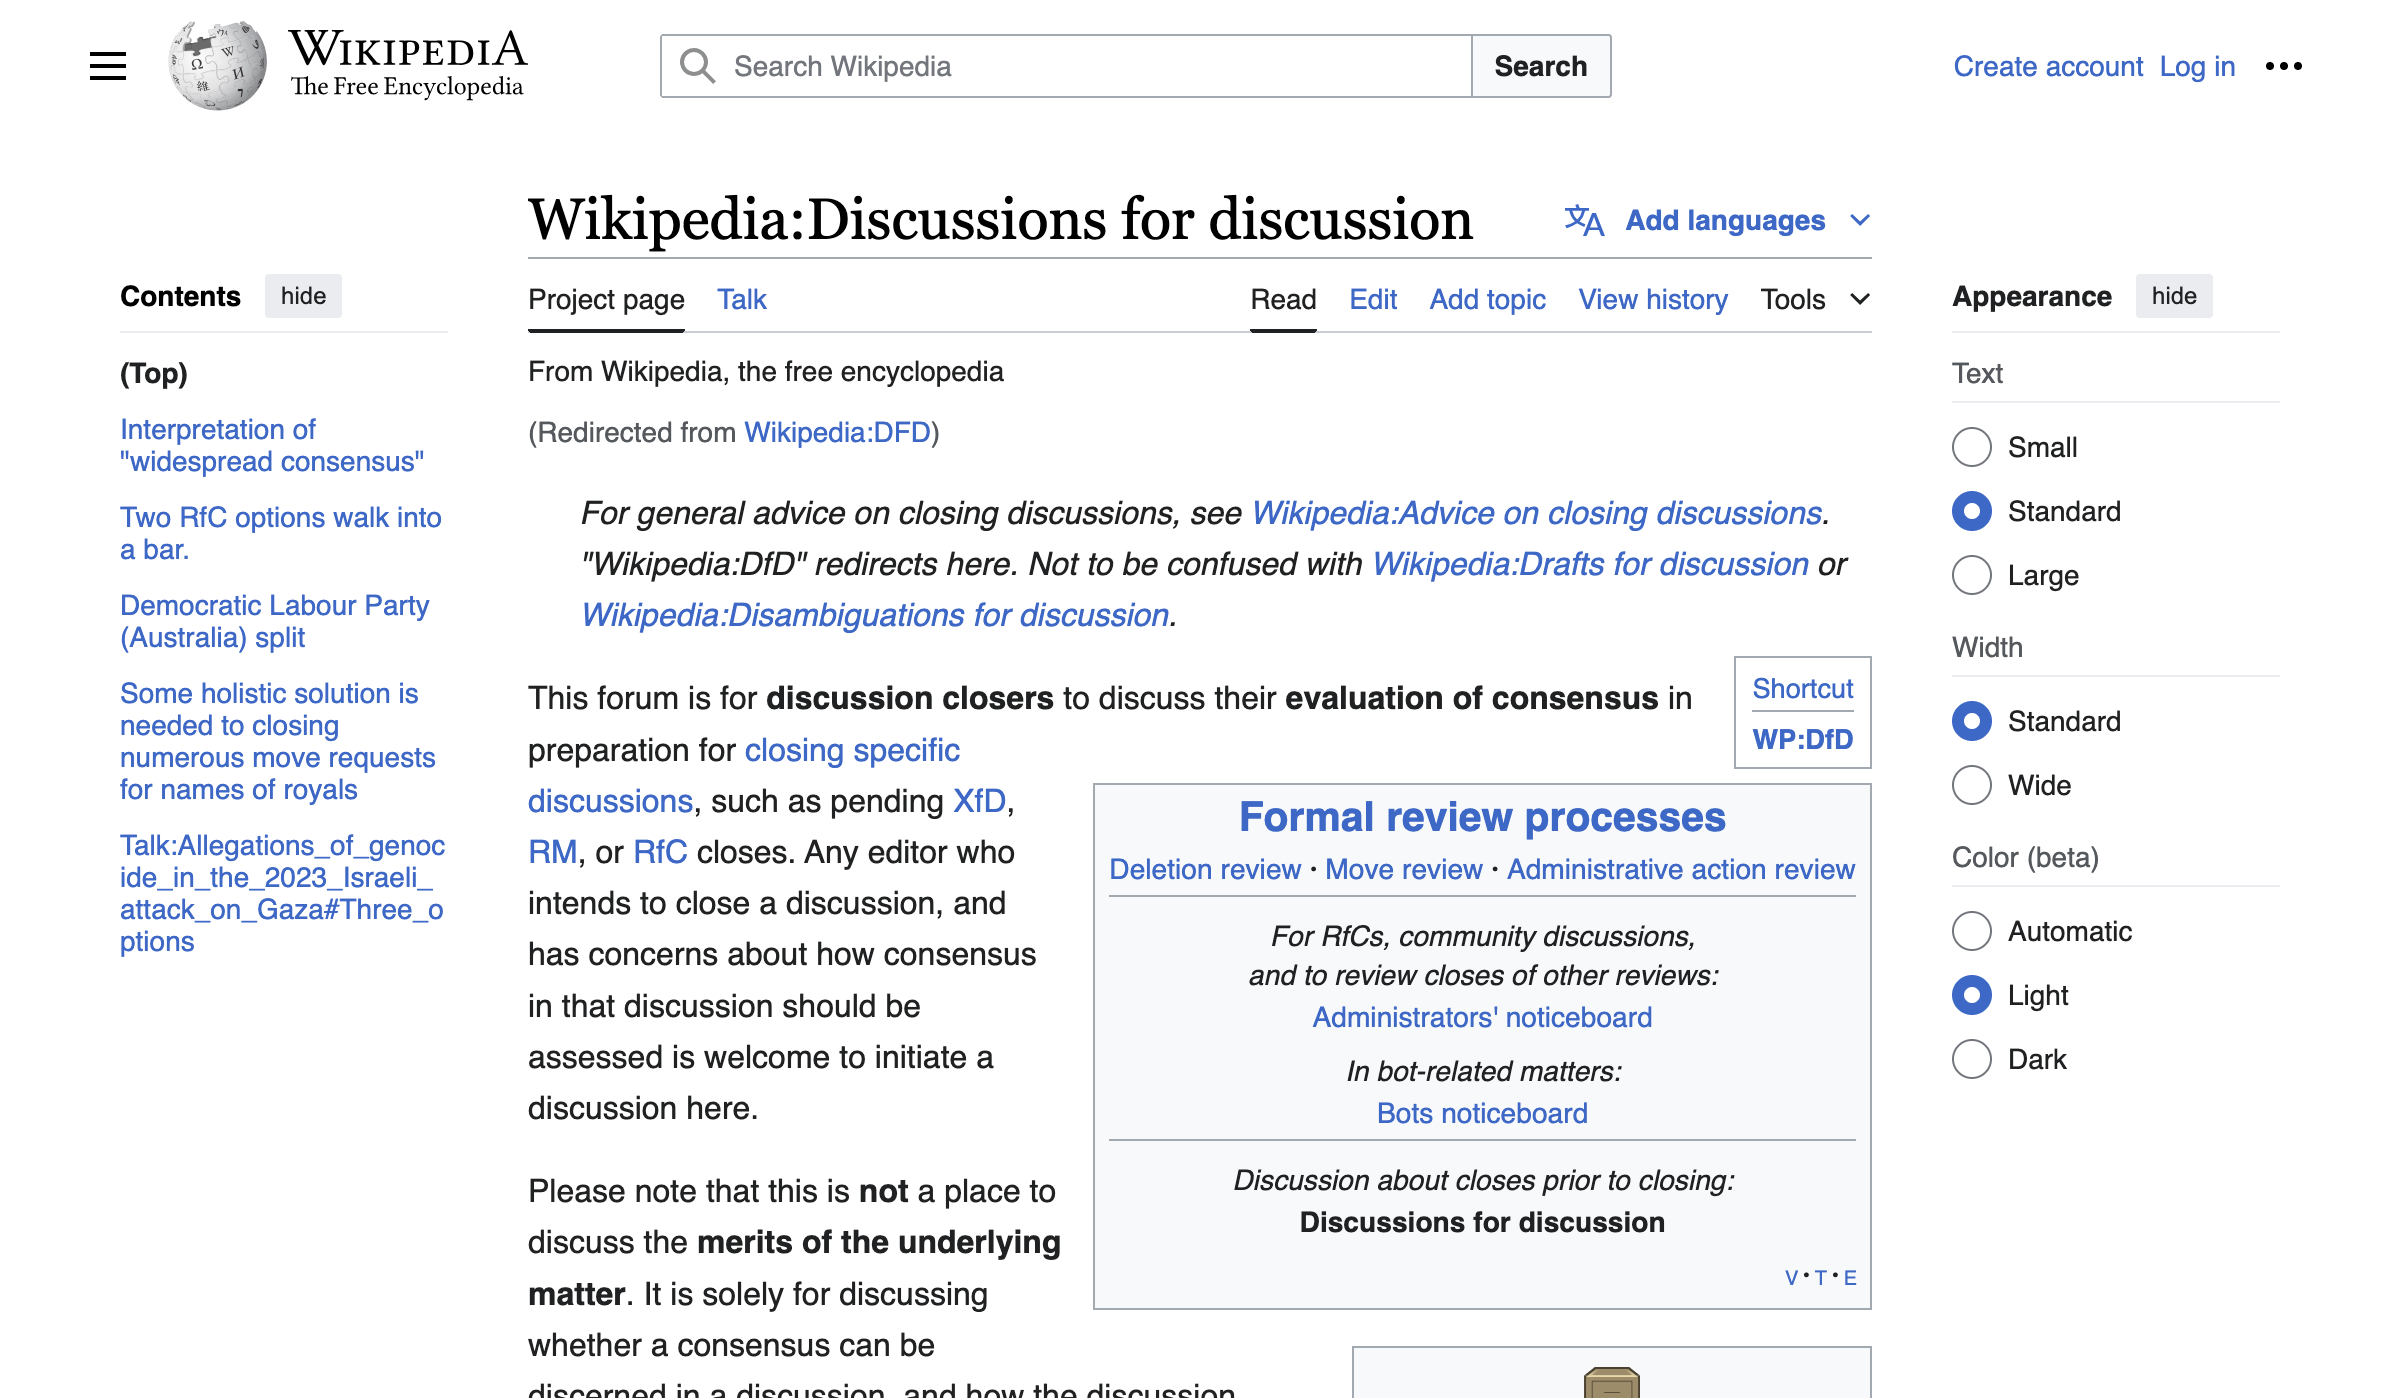 WIKIPEDIA
The Free Encyclopedia
Search Wikipedia
Search
Create account
Log in
Wikipedia:Discussions for discussion
Add languages
Contents
hide
(Top)
Interpretation of
"widespread consensus"
Two RfC options walk into
a bar.
Democratic Labour Party
(Australia) split
Some holistic solution is
needed to closing
numerous move requests
for names of royals
Talk:Allegations_of_genoc
ide_in_the_2023_Israeli_
attack_on_Gaza#Three_o
ptions
Project page
Talk
Read
Edit
Add topic
View history
Tools
From Wikipedia, the free encyclopedia
(Redirected from Wikipedia:DFD)
For general advice on closing discussions, see Wikipedia:Advice on closing discussions.
"Wikipedia:DfD" redirects here. Not to be confused with Wikipedia:Drafts for discussion or
Wikipedia:Disambiguations for discussion.
Shortcut
WP:DfD
This forum is for discussion closers to discuss their evaluation of consensus in
preparation for closing specific
discussions, such as pending XfD,
RM, or RfC closes. Any editor who
intends to close a discussion, and
has concerns about how consensus
in that discussion should be
assessed is welcome to initiate a
discussion here.
Please note that this is not a place to
discuss the merits of the underlying
matter. It is solely for discussing
whether a consensus can be
discerned in a discussion, and how the discussion
Formal review processes
Deletion review • Move review • Administrative action review
For RfCs, community discussions,
and to review closes of other reviews:
Administrators' noticeboard
In bot-related matters:
Bots noticeboard
Discussion about closes prior to closing:
Discussions for discussion
V • T • E
Appearance
hide
Text
Small
Standard
Large
Width
Standard
Wide
Color (beta)
Automatic
Light
Dark